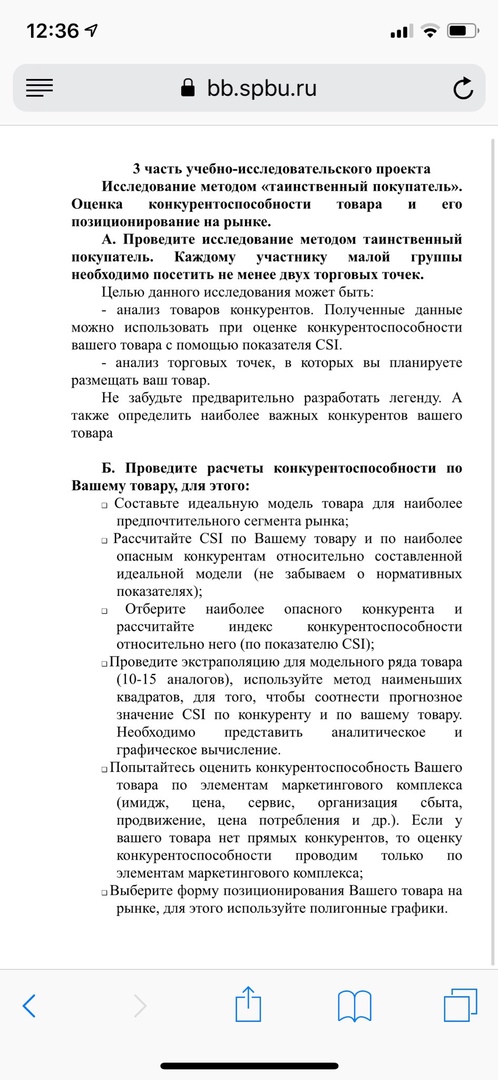 12:36
bb.spbu.ru
3 часть учебно-исследовательского проекта
Исследование методом «таинственный покупатель».
Оценка конкурентоспособности товара и его
позиционирование на рынке.
А. Проведите исследование методом таинственный
покупатель. Каждому участнику малой группы
необходимо посетить не менее двух торговых точек.
Целью данного исследования может быть:
- анализ товаров конкурентов. Полученные данные
можно использовать при оценке конкурентоспособности
вашего товара с помощью показателя CSI.
- анализ торговых точек, в которых вы планируете
размещать ваш товар.
Не забудьте предварительно разработать легенду. А
также определить наиболее важных конкурентов вашего
товара
Б. Проведите расчеты конкурентоспособности по
Вашему товару, для этого:
❑ Составьте идеальную модель товара для наиболее
предпочтительного сегмента рынка;
❑ Рассчитайте CSI по Вашему товару и по наиболее
опасным конкурентам относительно составленной
идеальной модели (не забываем о нормативных
показателях);
❑ Отберите наиболее опасного конкурента и
рассчитайте индекс конкурентоспособности
относительно него (по показателю CSI);
❑Проведите экстраполяцию для модельного ряда товара
(10-15 аналогов), используйте метод наименьших
квадратов, для того, чтобы соотнести прогнозное
значение CSI по конкуренту и по вашему товару.
Необходимо представить аналитическое и
графическое вычисление.
❑Попытайтесь оценить конкурентоспособность Вашего
товара по элементам маркетингового комплекса
(имидж, цена, сервис, организация сбыта,
продвижение, цена потребления и др.). Если у
вашего товара нет прямых конкурентов, то оценку
конкурентоспособности проводим только по
элементам маркетингового комплекса;
❑Выберите форму позиционирования Вашего товара на
рынке, для этого используйте полигонные графики.